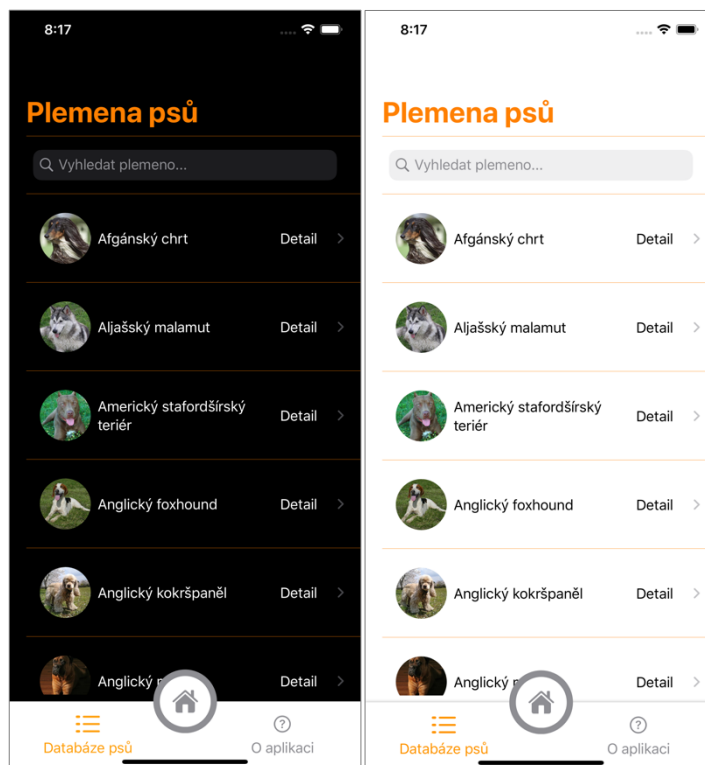 8:17
Plemena psů
Vyhledat plemeno...
Afgánský chrt Detail
Aljašský malamut Detail
Americký stafordšírský
teriér Detail
Anglický foxhound Detail
Anglický kokršpaněl Detail
Anglický Detail
Databáze psů O aplikaci
8:17
Plemena psů
Vyhledat plemeno...
Afgánský chrt Detail
Aljašský malamut Detail
Americký stafordšírský
teriér Detail
Anglický foxhound Detail
Anglický kokršpaněl Detail
Anglický Detail
Databáze psů O aplikaci